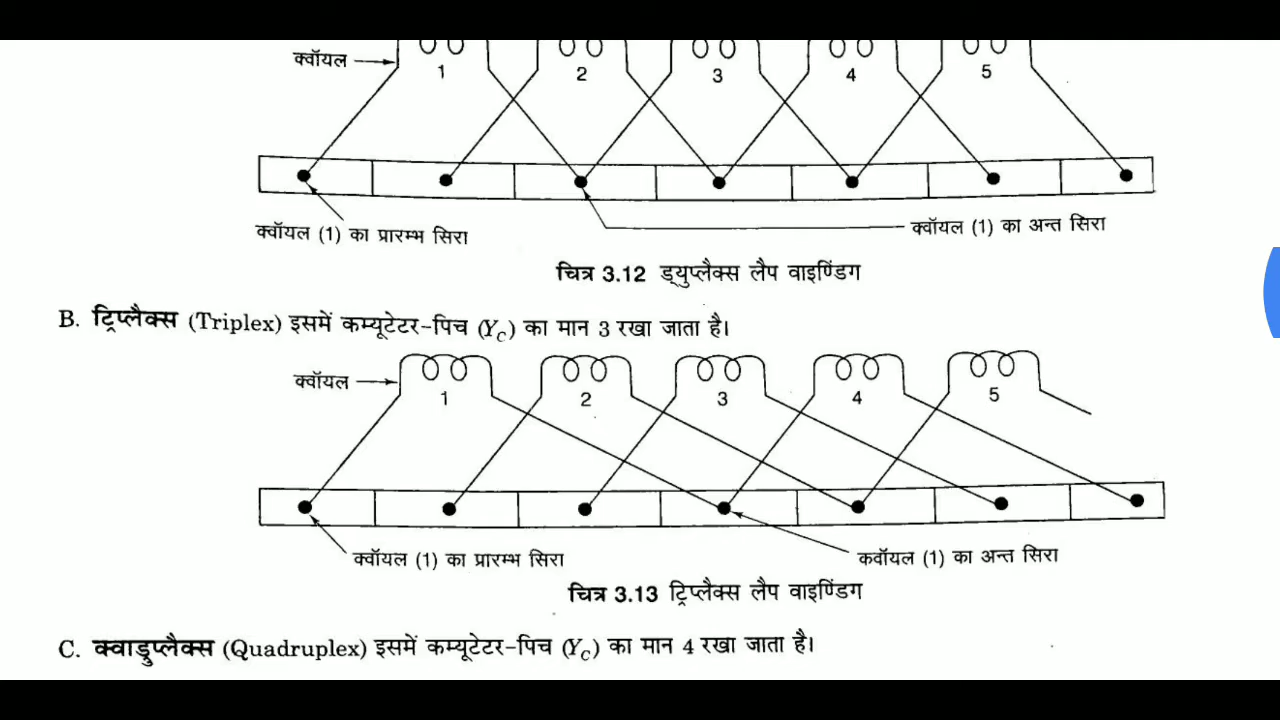 क्वॉयल
1 2 3 4 5
क्वॉयल (1) का प्रारम्भ सिरा
क्वॉयल (1) का अन्त सिरा
चित्र 3.12 ड्युप्लैक्स लैप वाइण्डिंग
B. ट्रिप्लैक्स (Triplex) इसमें कम्यूटेटर-पिच (Y_C) का मान 3 रखा जाता है।
क्वॉयल
1 2 3 4 5
क्वॉयल (1) का प्रारम्भ सिरा
कवॉयल (1) का अन्त सिरा
चित्र 3.13 ट्रिप्लैक्स लैप वाइण्डिंग
C. क्वाड्रुप्लैक्स (Quadruplex) इसमें कम्यूटेटर-पिच (Y_C) का मान 4 रखा जाता है।